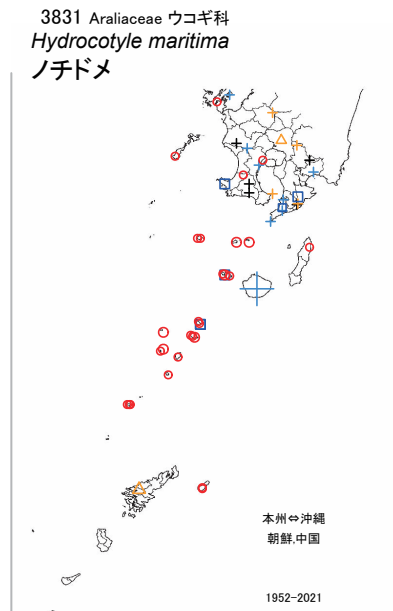 3831 Araliaceae ウコギ科
Hydrocotyle maritima
ノチドメ
本州⇔沖縄
朝鮮,中国
1952-2021